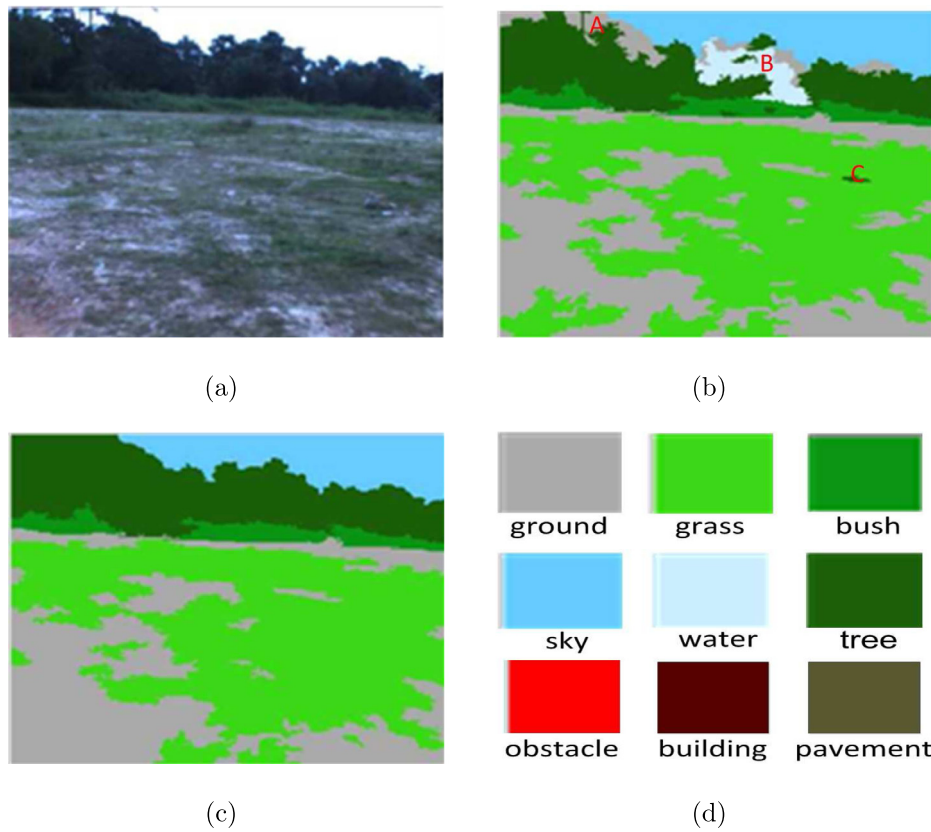 A
B
C
(a)
(b)
ground grass bush
sky water tree
obstacle building pavement
(c)
(d)